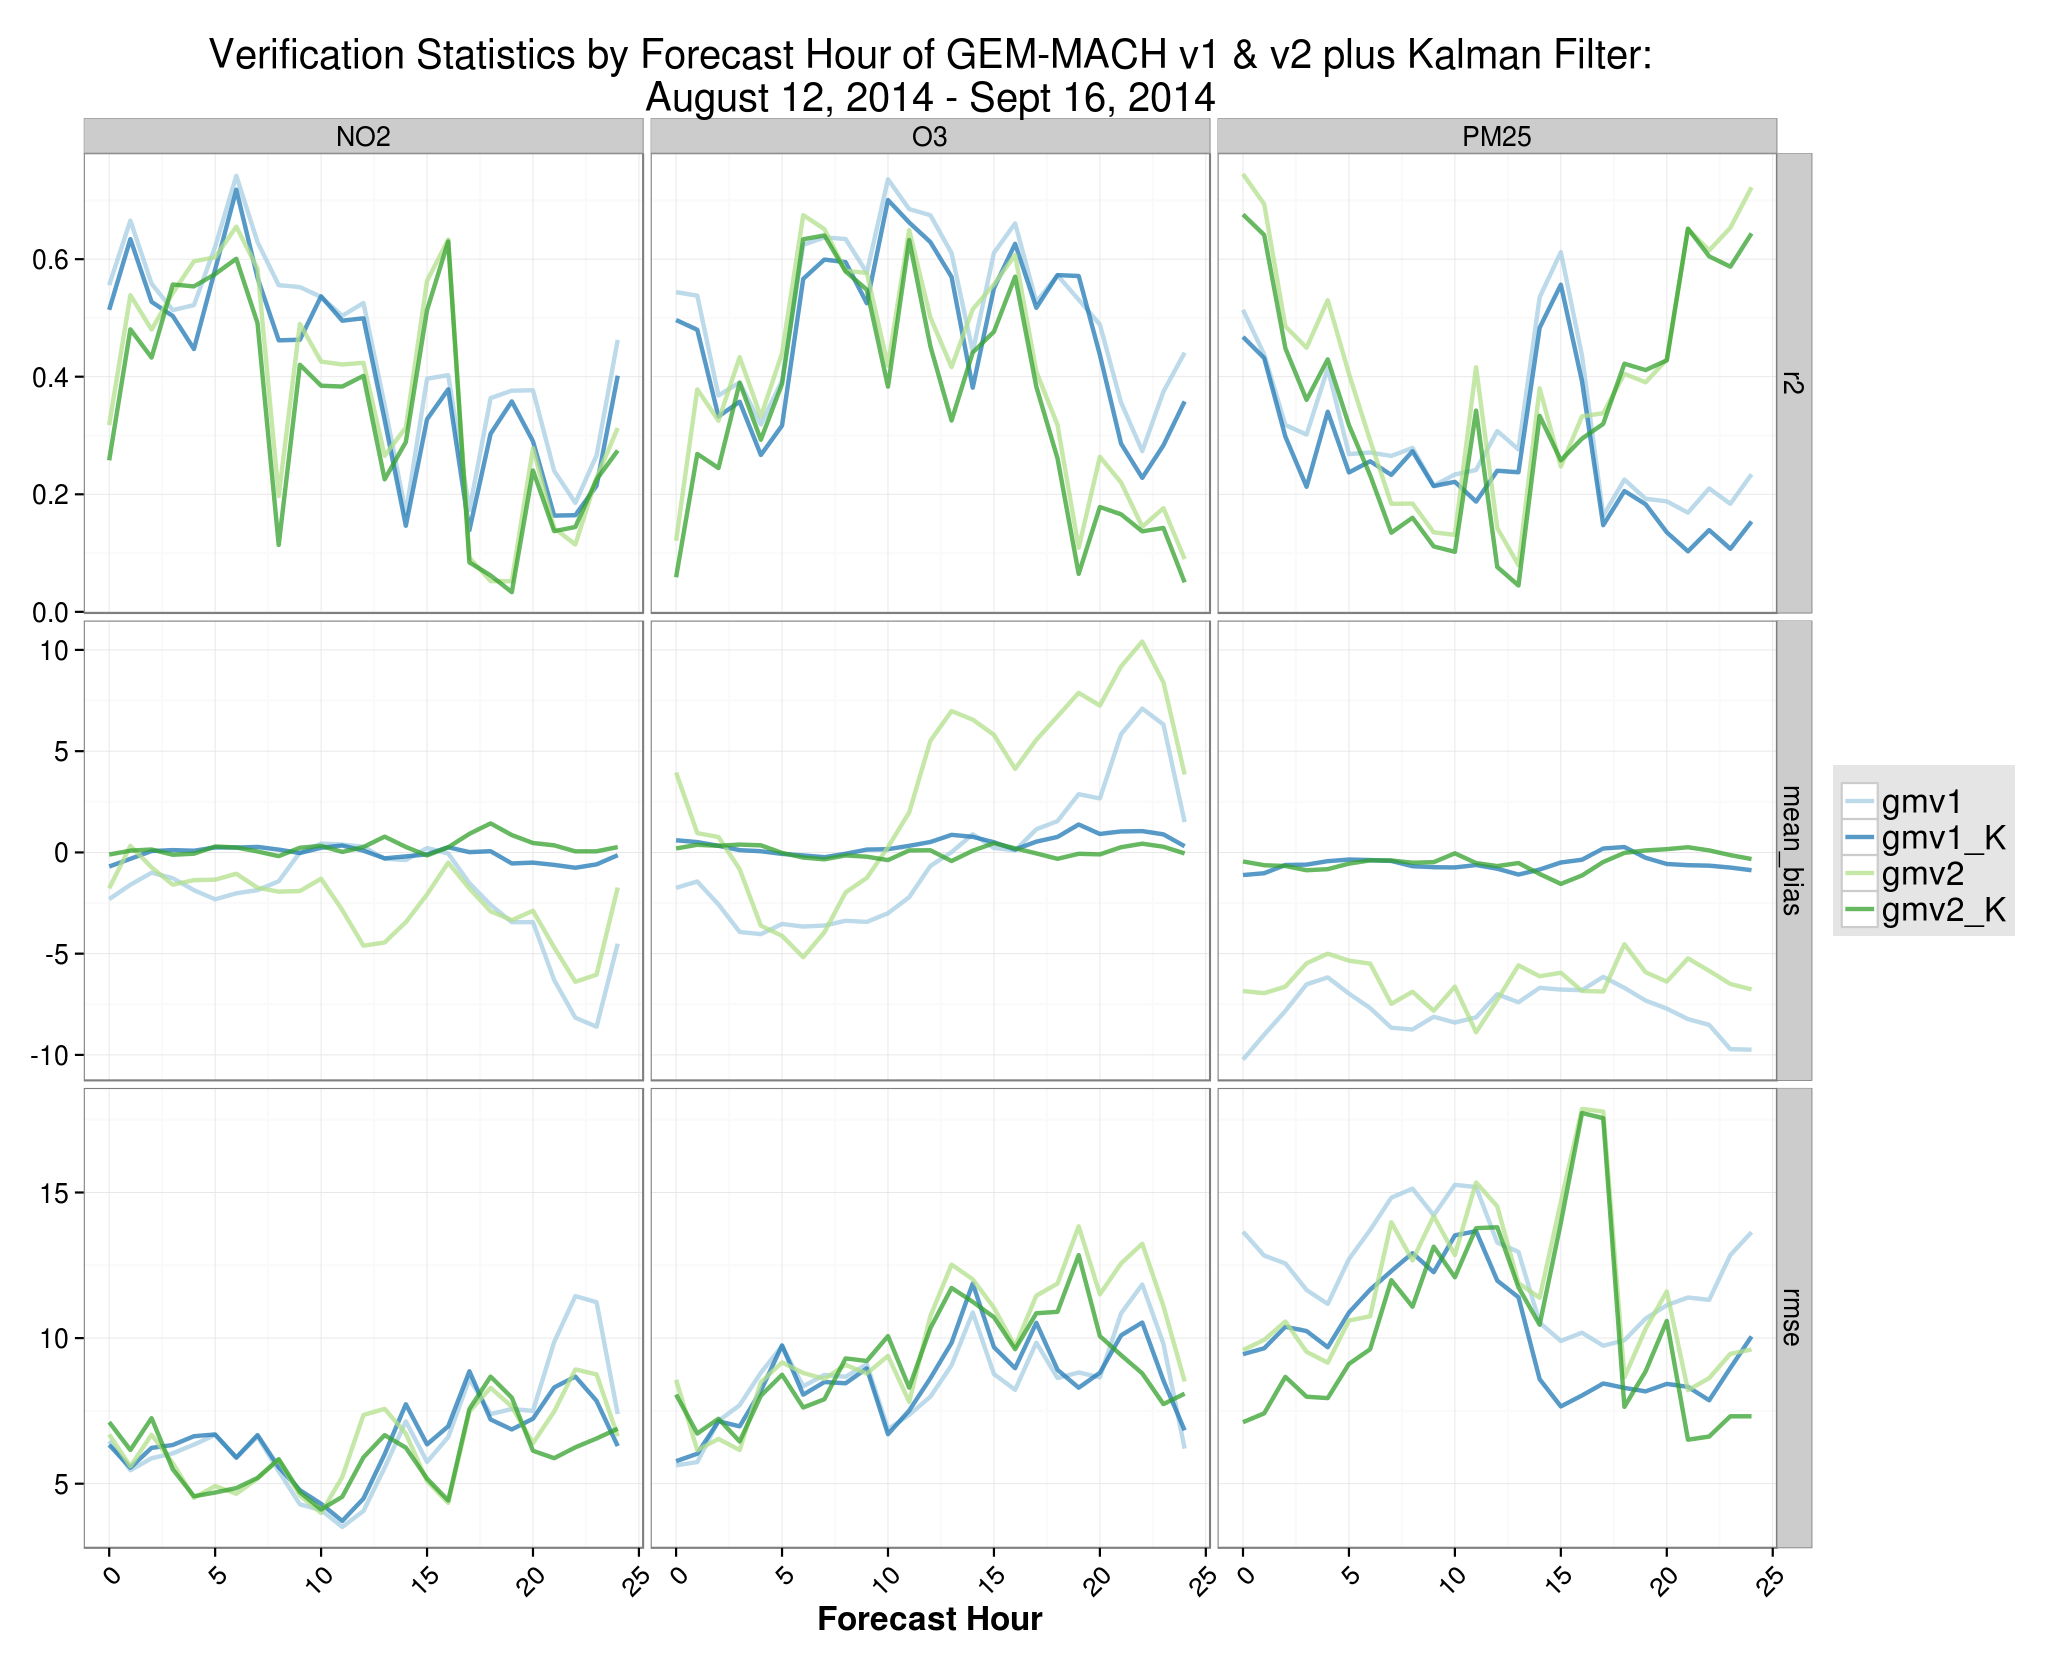 Verification Statistics by Forecast Hour of GEM-MACH v1 & v2 plus Kalman Filter:
August 12, 2014 - Sept 16, 2014
NO2
O3
PM25
0.6
0.4
0.2
0.0
r2
10
5
0
-5
-10
mean_bias
15
10
5
rmse
0
5
10
15
20
25
0
5
10
15
20
25
0
5
10
15
20
25
Forecast Hour
gmv1
gmv1_K
gmv2
gmv2_K